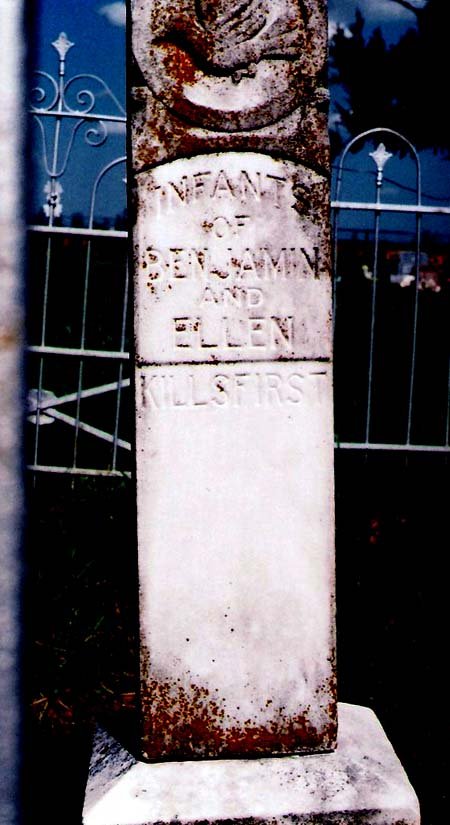 INFANTS
OF
BENJAMIN
AND
ELLEN
KILLSFIRST